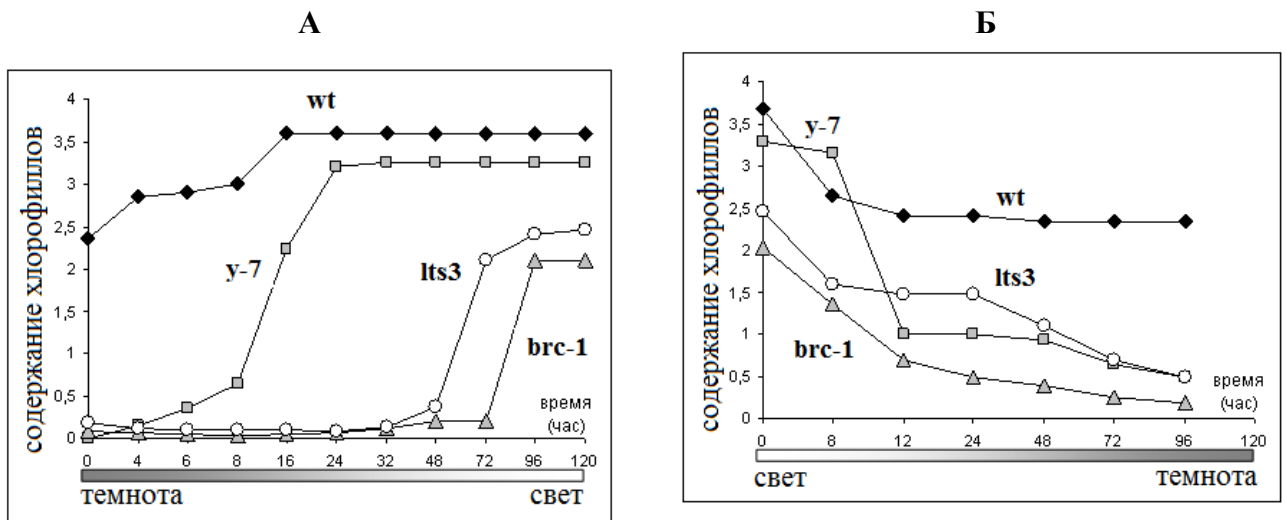 А
Б
содержание хлорофиллов
4
3,5
3
2,5
2
1,5
1
0,5
0
wt
y-7
lts3
brc-1
время
(час)
0 4 6 8 16 24 32 48 72 96 120
темнота свет
содержание хлорофиллов
4
3,5
3
2,5
2
1,5
1
0,5
0
y-7
wt
lts3
brc-1
время
(час)
0 8 12 24 48 72 96 120
свет темнота